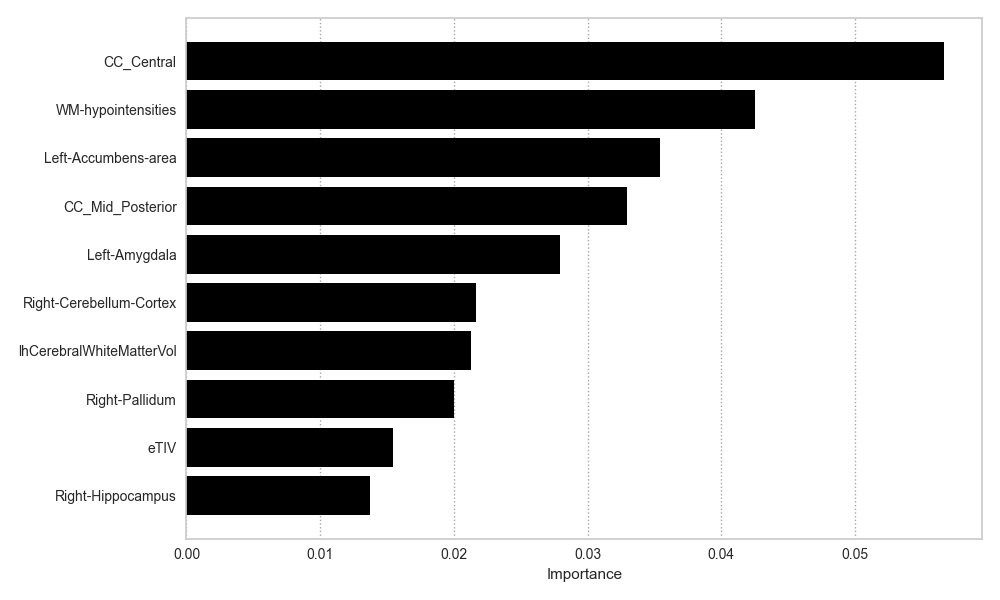 CC_Central
WM-hypointensities
Left-Accumbens-area
CC_Mid_Posterior
Left-Amygdala
Right-Cerebellum-Cortex
lhCerebralWhiteMatterVol
Right-Pallidum
eTIV
Right-Hippocampus
0.00 0.01 0.02 0.03 0.04 0.05
Importance